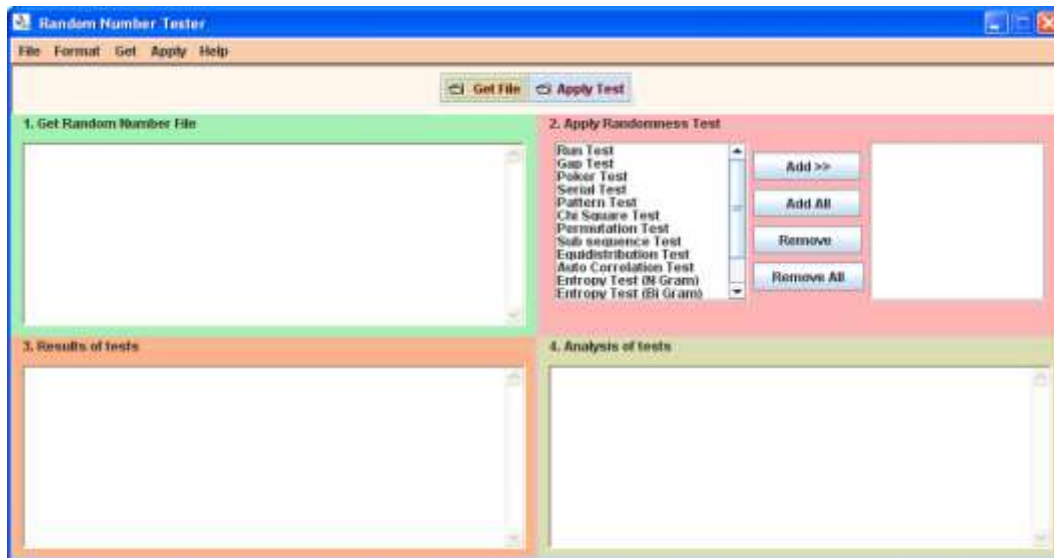 Random Number Tester
File Format Get Apply Help
Get File Apply Test
1. Get Random Number File
2. Apply Randomness Test
Run Test
Gap Test
Poker Test
Serial Test
Pattern Test
Chi Square Test
Permutation Test
Sub sequence Test
Equidistribution Test
Auto Correlation Test
Entropy Test (N Gram)
Entropy Test (Bi Gram)
Add >>
Add All
Remove
Remove All
3. Results of tests
4. Analysis of tests